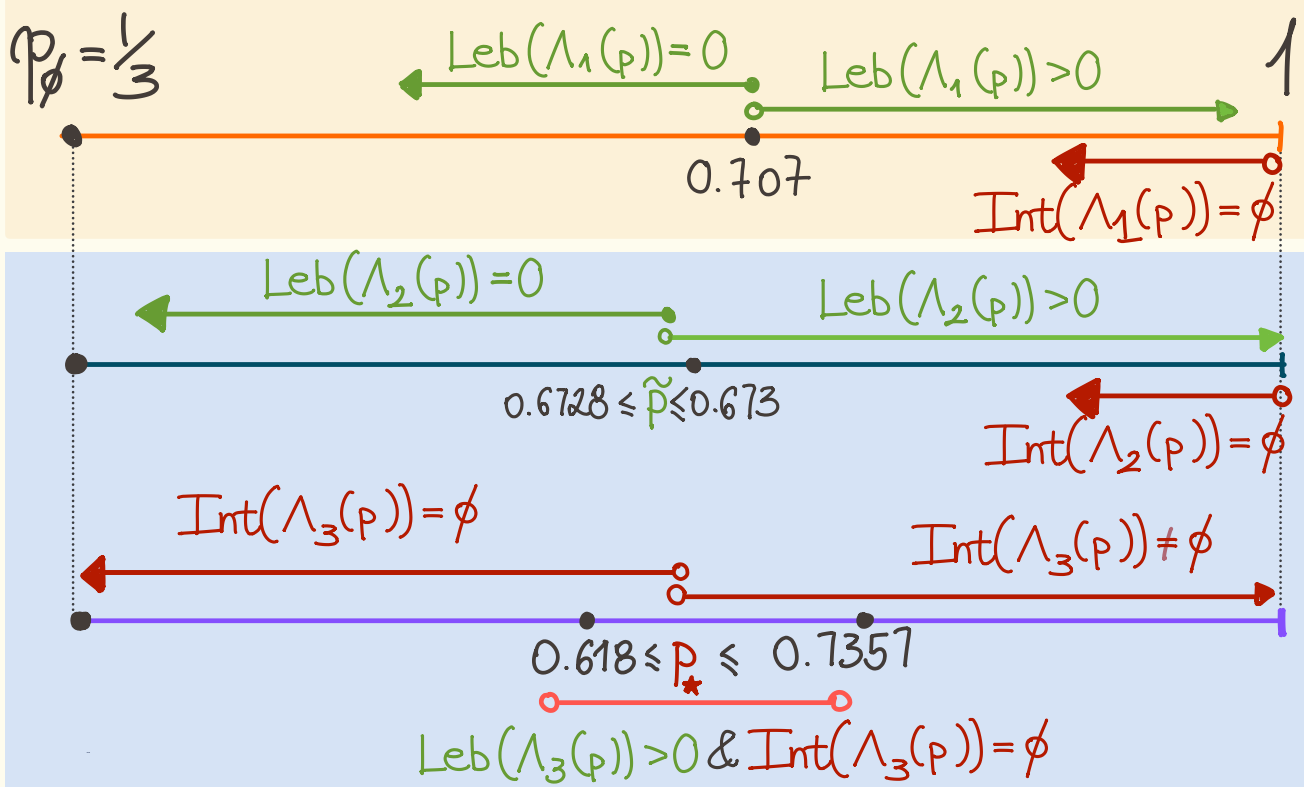 p_∅ = 1/3
Leb(Λ₁(p)) = 0
Leb(Λ₁(p)) > 0
1
0.707
Int(Λ₁(p)) = ∅
Leb(Λ₂(p)) = 0
Leb(Λ₂(p)) > 0
0.6728 ≤ p̃ ≤ 0.673
Int(Λ₂(p)) = ∅
Int(Λ₃(p)) = ∅
Int(Λ₃(p)) ≠ ∅
0.618 ≤ p_★ ≤ 0.7357
Leb(Λ₃(p)) > 0 & Int(Λ₃(p)) = ∅